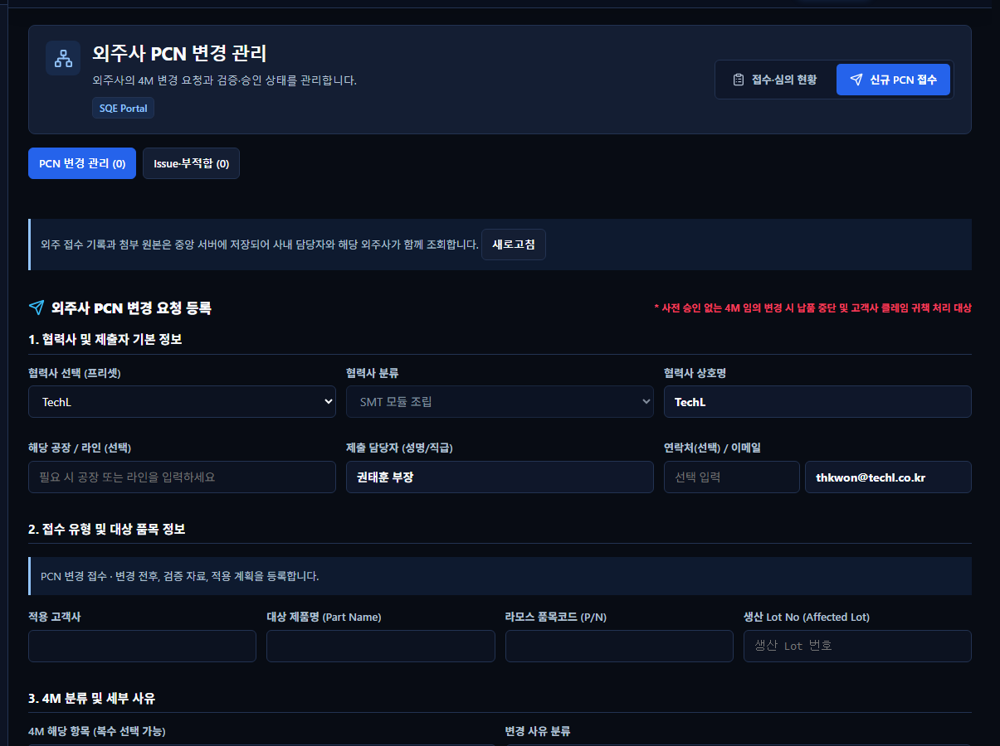 외주사 PCN 변경 관리
외주사의 4M 변경 요청과 검증·승인 상태를 관리합니다.
SQE Portal
접수·심의 현황
신규 PCN 접수
PCN 변경 관리 (0)
Issue·부적합 (0)
외주 접수 기록과 첨부 원본은 중앙 서버에 저장되어 사내 담당자와 해당 외주사가 함께 조회합니다.
새로고침
외주사 PCN 변경 요청 등록
* 사전 승인 없는 4M 임의 변경 시 납품 중단 및 고객사 클레임 귀책 처리 대상
1. 협력사 및 제출자 기본 정보
협력사 선택 (프리셋)
협력사 분류
협력사 상호명
TechL
SMT 모듈 조립
TechL
해당 공장 / 라인 (선택)
제출 담당자 (성명/직급)
연락처(선택) / 이메일
필요 시 공장 또는 라인을 입력하세요
권태훈 부장
선택 입력
thkwon@techl.co.kr
2. 접수 유형 및 대상 품목 정보
PCN 변경 접수 · 변경 전후, 검증 자료, 적용 계획을 등록합니다.
적용 고객사
대상 제품명 (Part Name)
라모스 품목코드 (P/N)
생산 Lot No (Affected Lot)
생산 Lot 번호
3. 4M 분류 및 세부 사유
4M 해당 항목 (복수 선택 가능)
변경 사유 분류